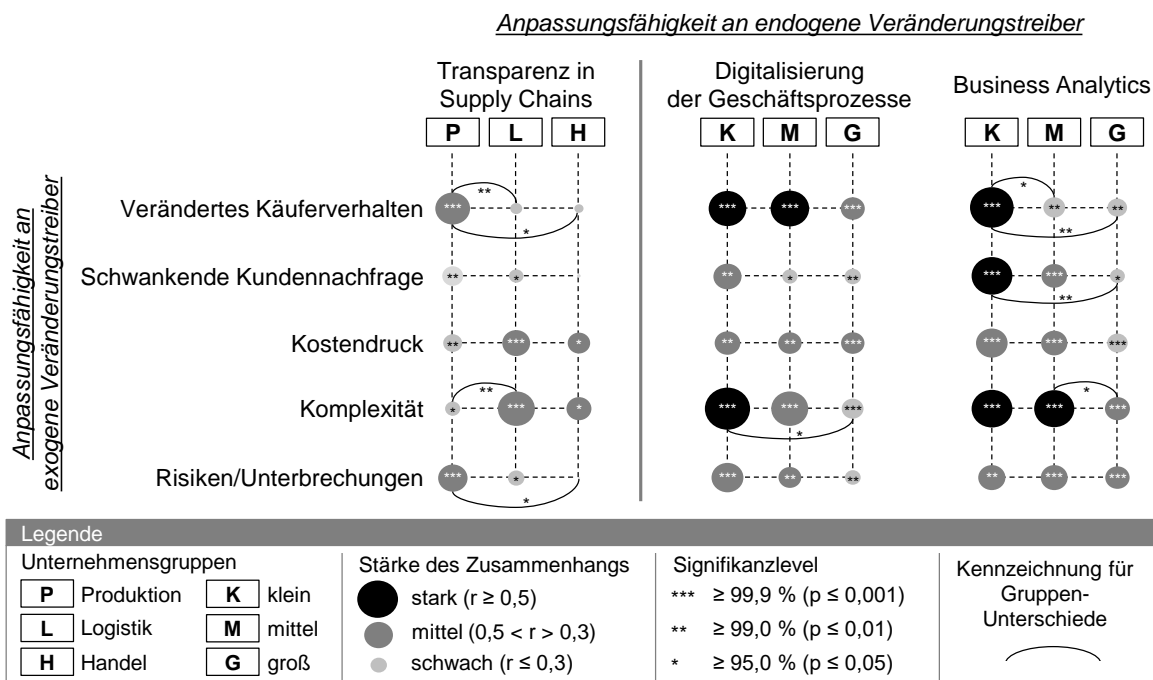 Anpassungsfähigkeit an endogene Veränderungstreiber
Transparenz in
Supply Chains
Digitalisierung
der Geschäftsprozesse
Business Analytics
P L H K M G K M G
Anpassungsfähigkeit an
exogene Veränderungstreiber
** * **
Verändertes Käuferverhalten *** *** *** *** *** ** **
* **
Schwankende Kundennachfrage ** * ** * ** *** *** *
**
Kostendruck ** *** * ** ** *** *** *** ***
** *
Komplexität * *** * *** *** *** *** *** ***
*
Risiken/Unterbrechungen *** * *** ** ** ** *** ***
*
Legende
Unternehmensgruppen
P Produktion K klein
L Logistik M mittel
H Handel G groß
Stärke des Zusammenhangs
stark (r ≥ 0,5)
mittel (0,5 < r > 0,3)
schwach (r ≤ 0,3)
Signifikanzlevel
*** ≥ 99,9 % (p ≤ 0,001)
** ≥ 99,0 % (p ≤ 0,01)
* ≥ 95,0 % (p ≤ 0,05)
Kennzeichnung für
Gruppen-
Unterschiede